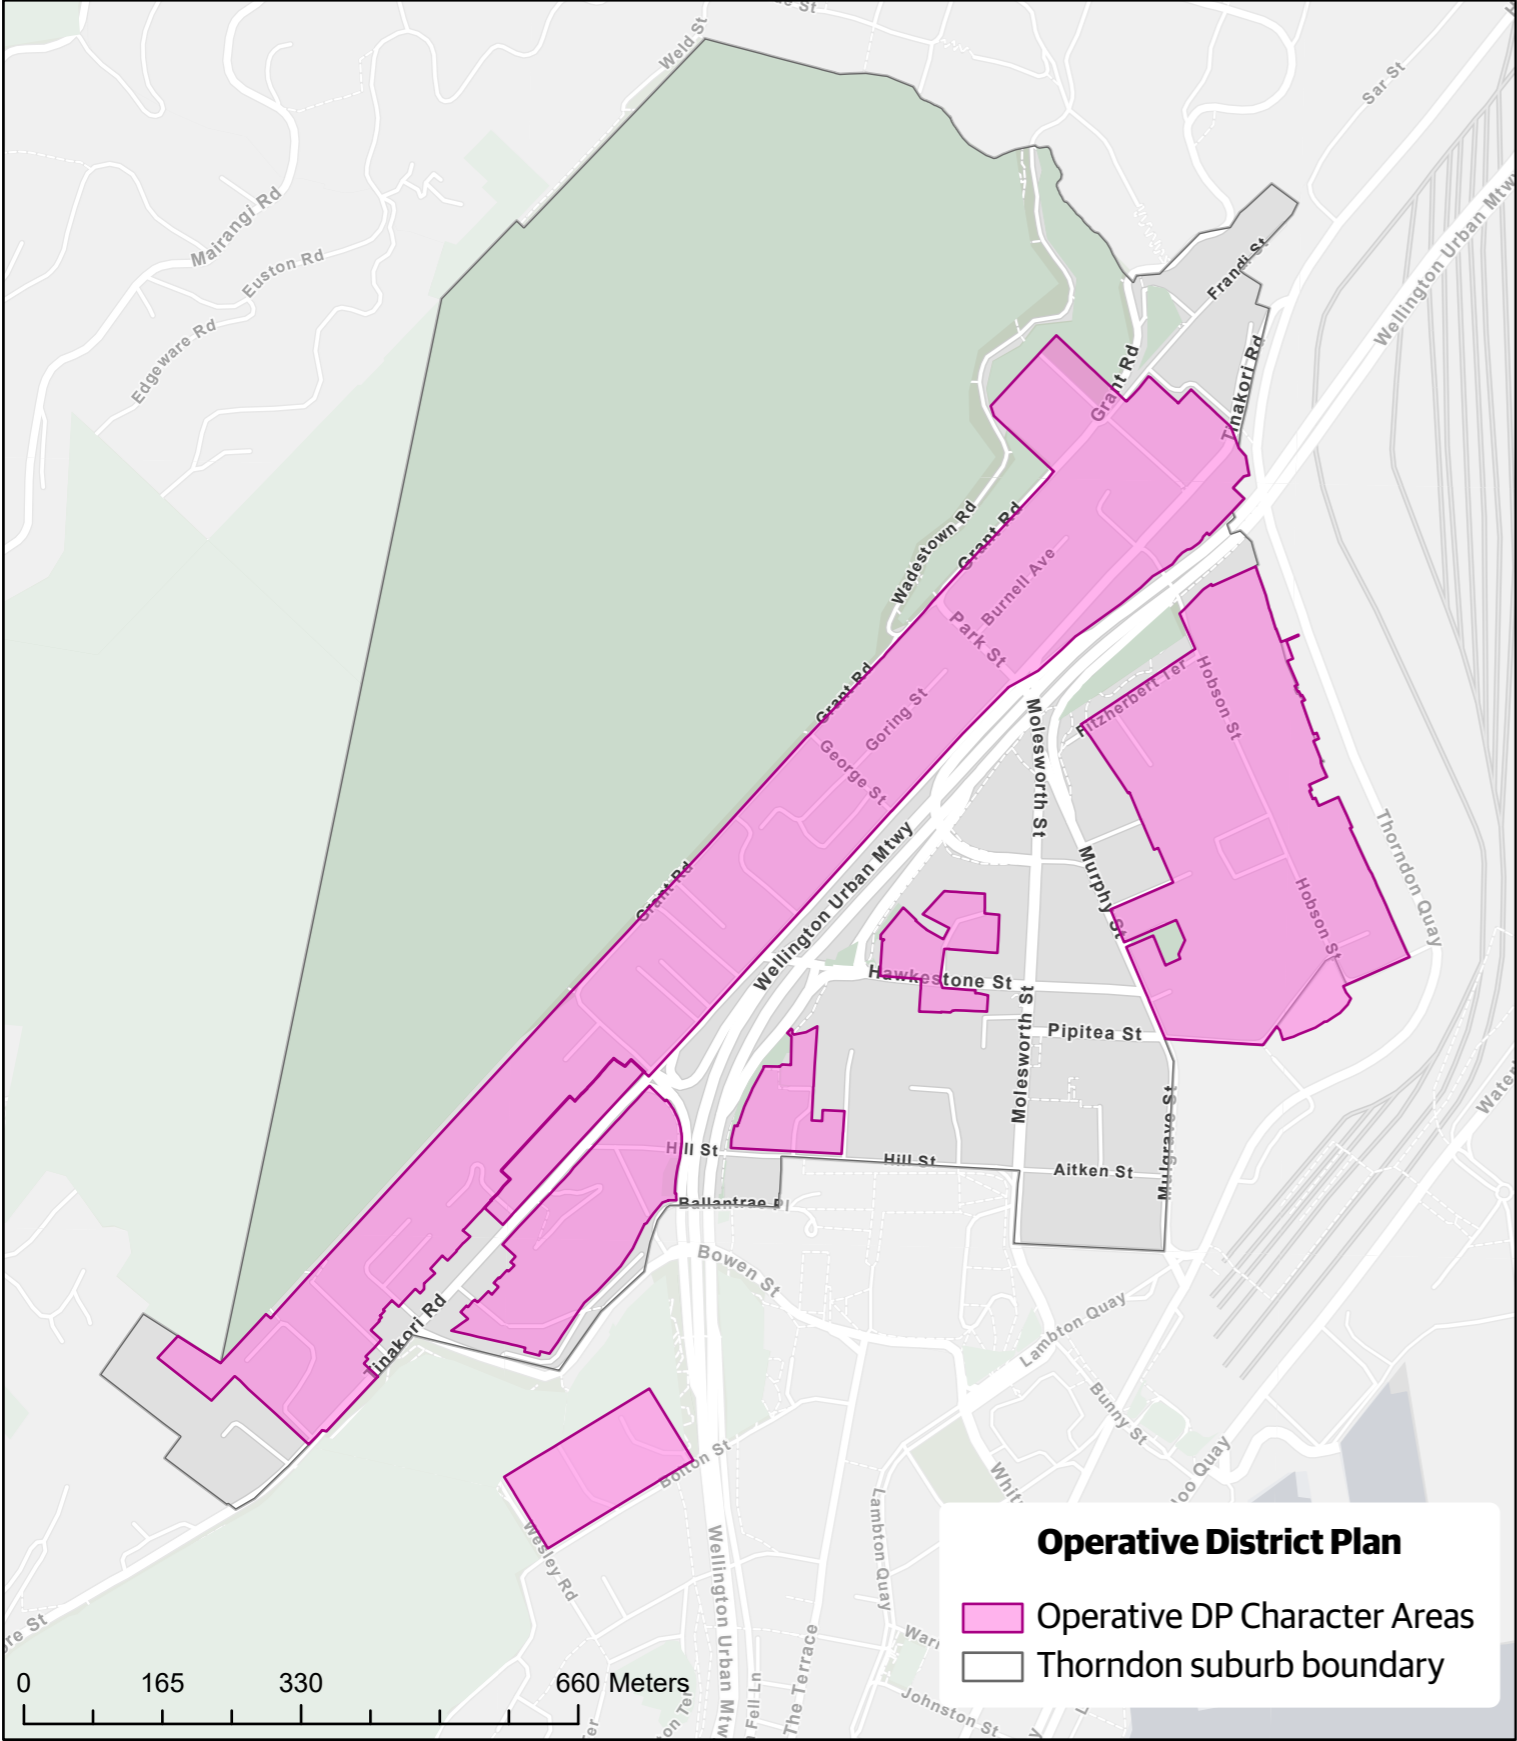 Weld St
Sar St
Mairangi Rd
Euston Rd
Edgeware Rd
Wellington Urban Mtwy
Frandi St
Grant Rd
Tinakori Rd
Wadestown Rd
Grant Rd
Burnell Ave
Park St
Grant Rd
Goring St
George St
Fitzherbert Ter
Hobson St
Molesworth St
Thorndon Quay
Wellington Urban Mtwy
Murphy St
Grant Rd
Hobson St
Hawkestone St
Pipitea St
Molesworth St
Mulgrave St
Hill St
Hill St
Aitken St
Ballantrae Pl
Bowen St
Tinakori Rd
Lambton Quay
Bunny St
Bolton St
Wesley Rd
Lambton Quay
Wellington Urban Mtw
Fell Ln
The Terrace
Johnston St
Operative District Plan
Operative DP Character Areas
Thorndon suburb boundary
0 165 330 660 Meters